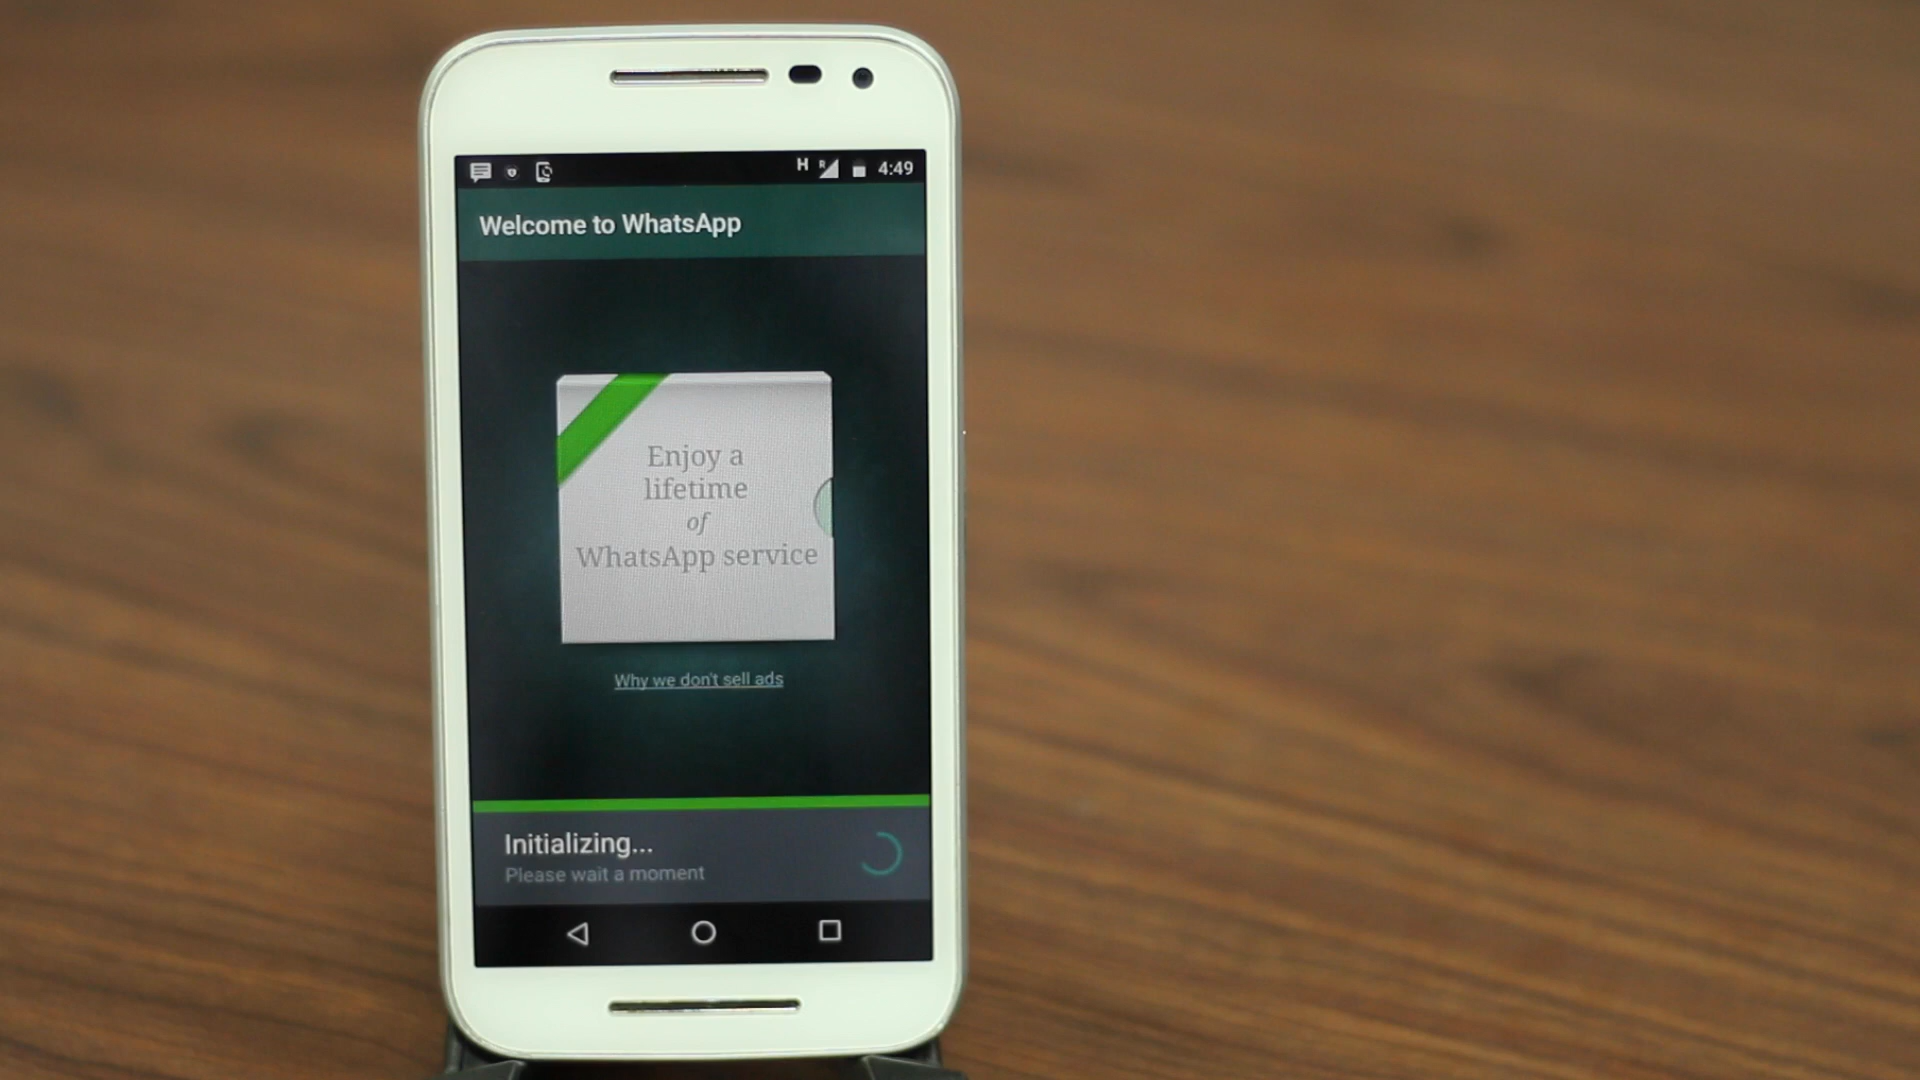 H R 4:49
Welcome to WhatsApp
Enjoy a
lifetime
of
WhatsApp service
Why we don't sell ads
Initializing...
Please wait a moment